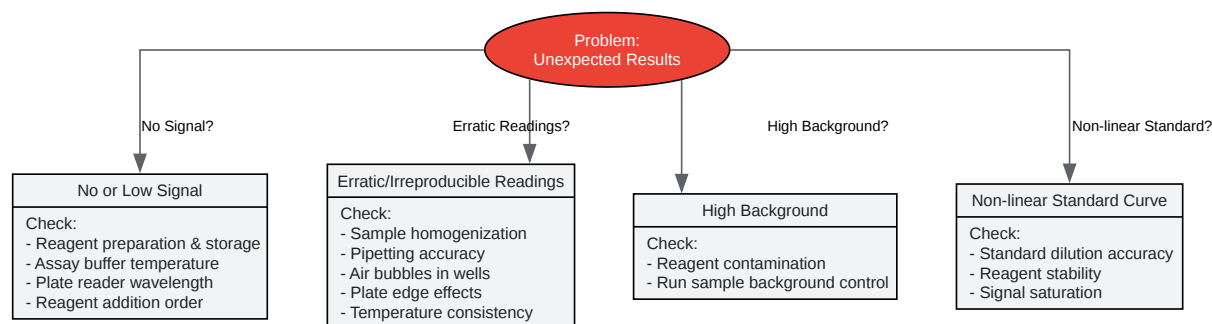 Problem:
Unexpected Results
No Signal?
Erratic Readings?
High Background?
Non-linear Standard?
No or Low Signal
Check:
- Reagent preparation & storage
- Assay buffer temperature
- Plate reader wavelength
- Reagent addition order
Erratic/Irreproducible Readings
Check:
- Sample homogenization
- Pipetting accuracy
- Air bubbles in wells
- Plate edge effects
- Temperature consistency
High Background
Check:
- Reagent contamination
- Run sample background control
Non-linear Standard Curve
Check:
- Standard dilution accuracy
- Reagent stability
- Signal saturation